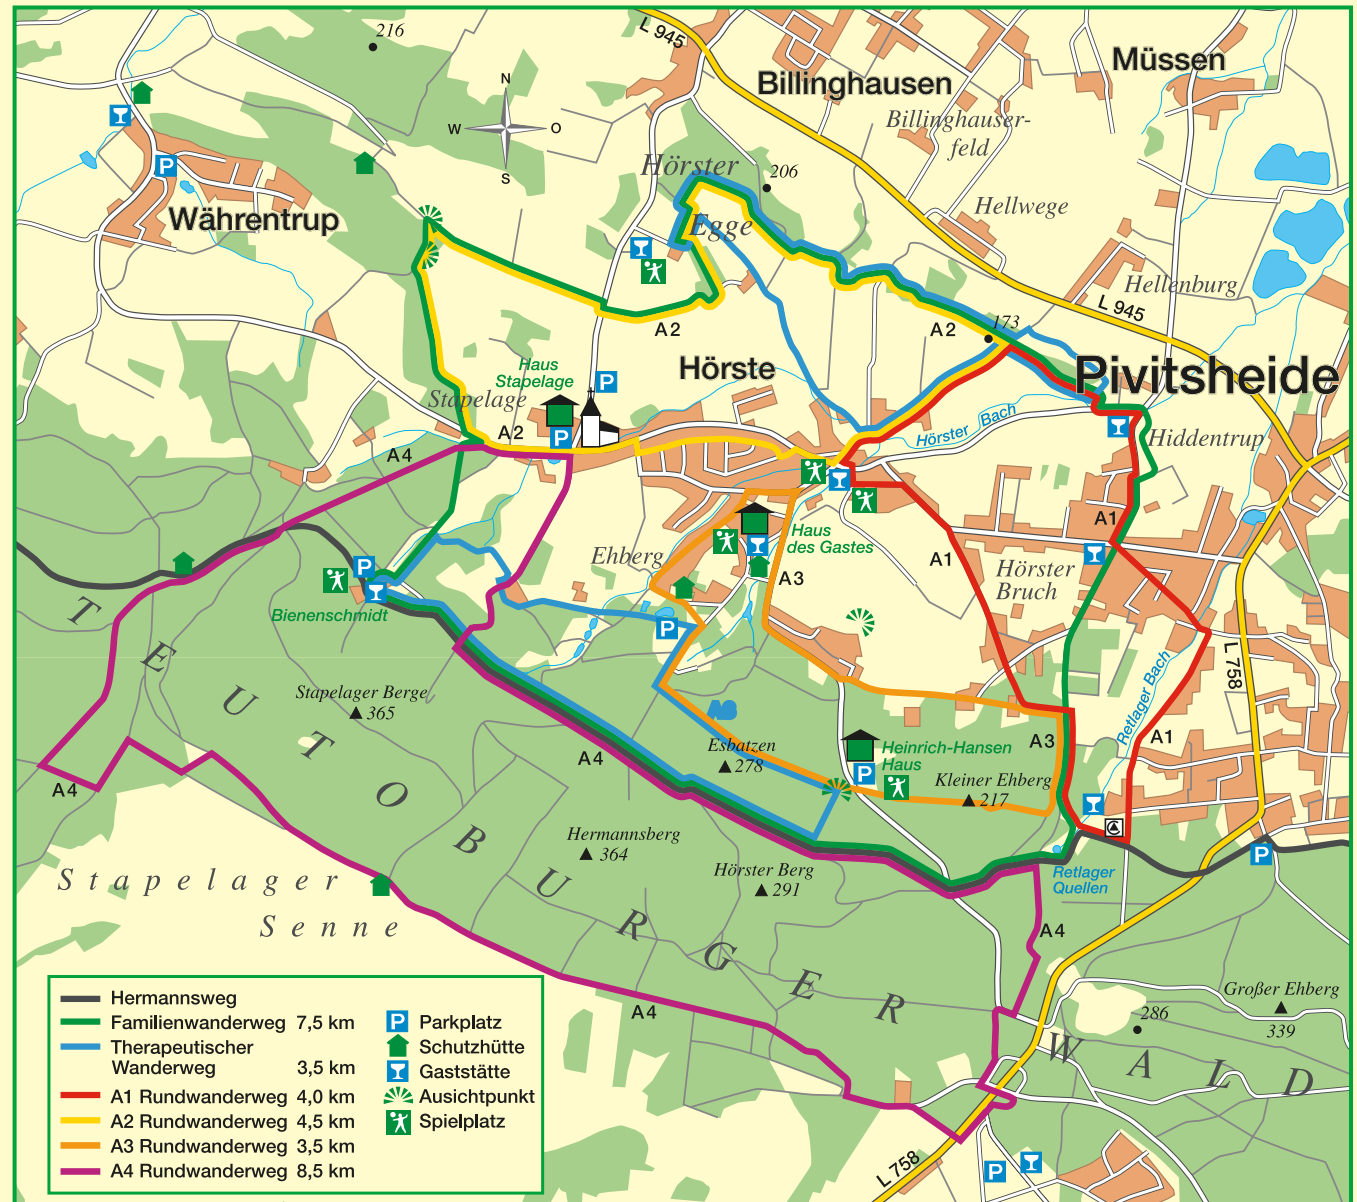 216
L 945
Billinghausen
Müssen
Billinghauser-
feld
N
W
O
S
Hörster
Egge
206
Hellwege
Währentrup
Hellenburg
L 945
A2
A2
173
Haus
Stapelage
Hörste
Pivitsheide
Stapelage
A2
Hörster Bach
Hiddentrup
A4
P
A1
Haus
des Gastes
Ehberg
A3
A1
Hörster
Bruch
Bienenschmidt
L 758
Retlager Bach
Stapelager Berge
365
A3
A1
Esbatzen
278
Heinrich-Hansen
Haus
Kleiner Ehberg
217
A4
A4
Hermannsberg
364
Hörster Berg
291
Retlager
Quellen
Stapelager
Senne
A4
TEUTOBURGER
WALD
Großer Ehberg
339
286
A4
L 758
Hermannsweg
Familienwanderweg 7,5 km
Therapeutischer
Wanderweg 3,5 km
A1 Rundwanderweg 4,0 km
A2 Rundwanderweg 4,5 km
A3 Rundwanderweg 3,5 km
A4 Rundwanderweg 8,5 km
P Parkplatz
Schutzhütte
Gaststätte
Ausichtpunkt
Spielplatz